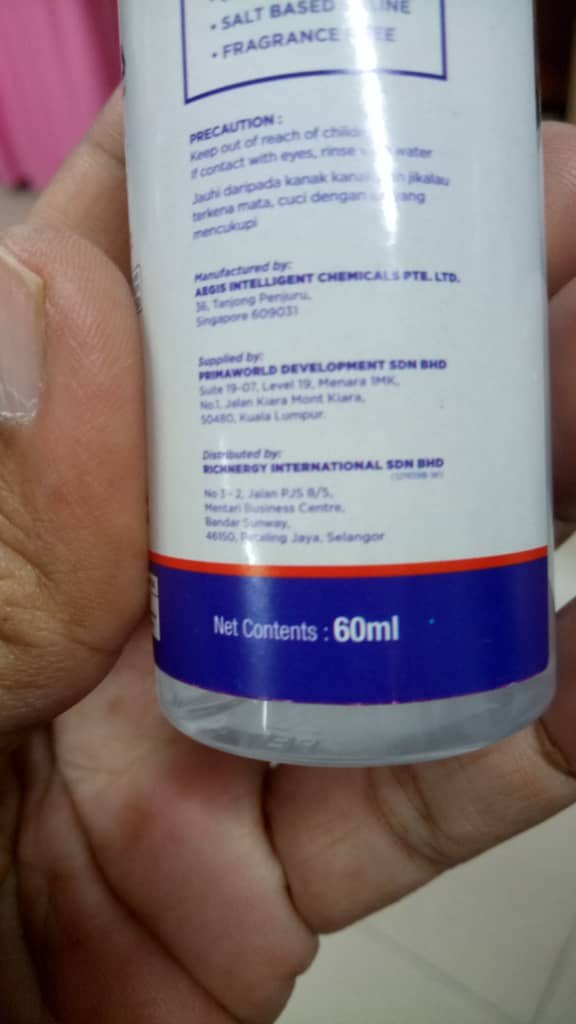 • SALT BASED
• FRAGRANCE
PRECAUTION :
Keep out of reach of
If contact with eyes, rinse water
Jauhi daripada kanak jikalau
terkena mata, cuci dengan yang
mencukupi
Manufactured by:
AEGIS INTELLIGENT CHEMICALS PTE. LTD.
36, Tanjong Penjuru,
Singapore 609031
Supplied by:
PRIMAWORLD DEVELOPMENT SDN BHD
Suite 19-07, Level 19, Menara 1MK,
No.1, Jalan Kiara Mont Kiara,
50480, Kuala Lumpur.
Distributed by:
RICHNERGY INTERNATIONAL SDN BHD
No 3 - 2, Jalan PJS 8/5,
Mentari Business Centre,
Bandar Sunway,
46150, Petaling Jaya, Selangor
Net Contents : 60ml